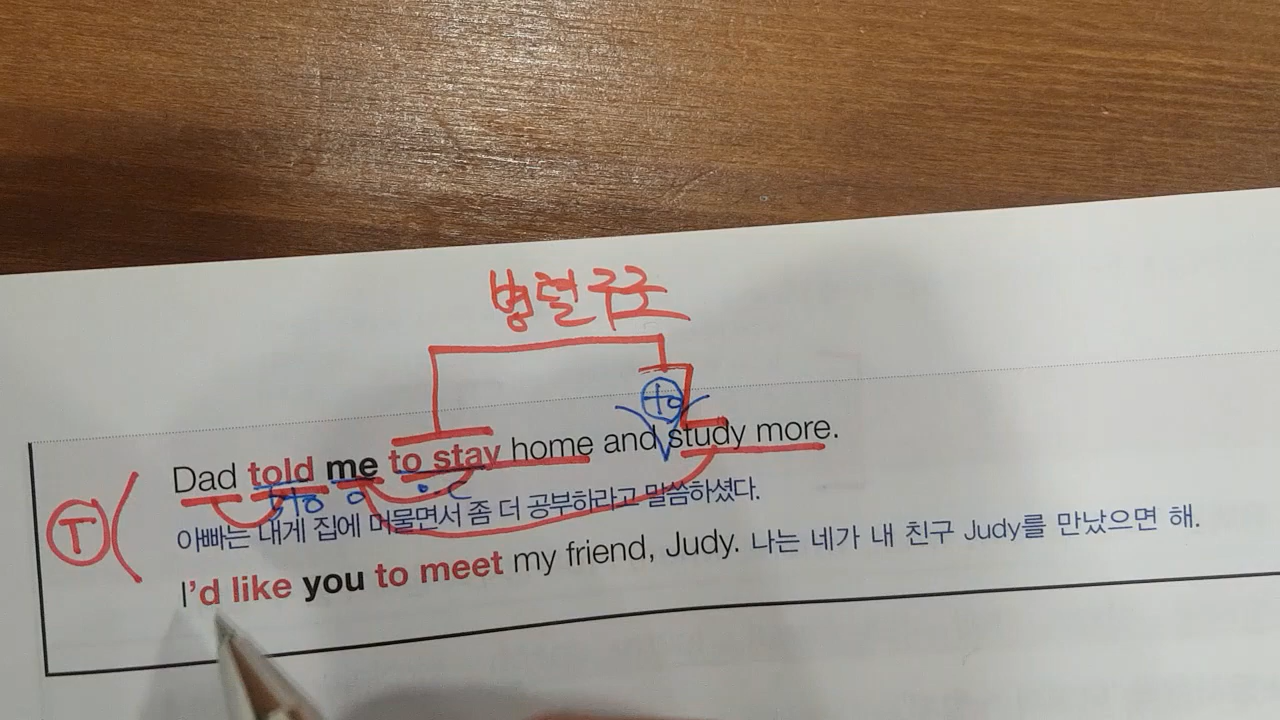 병렬구조
to
Dad told me to stay home and study more.
T
o o.c
아빠는 내게 집에 머물면서 좀 더 공부하라고 말씀하셨다.
I'd like you to meet my friend, Judy. 나는 네가 내 친구 Judy를 만났으면 해.